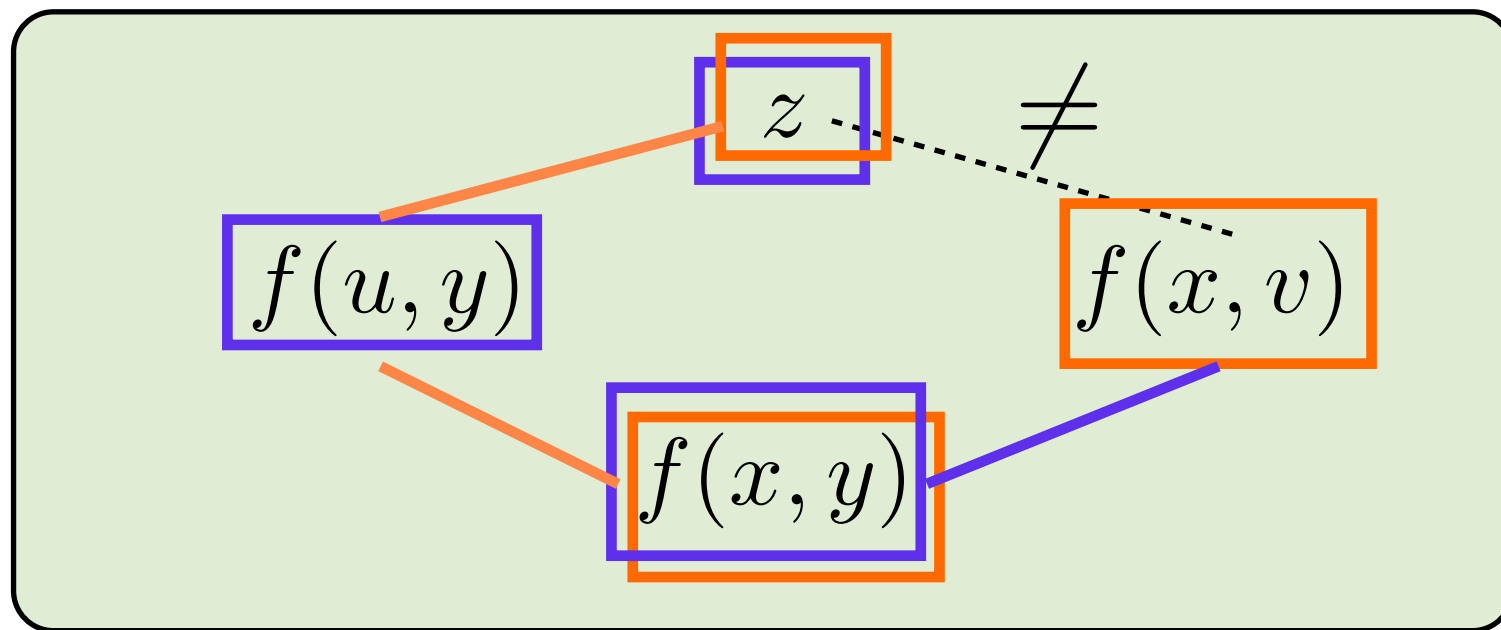 z
≠
f(u, y)
f(x, v)
f(x, y)